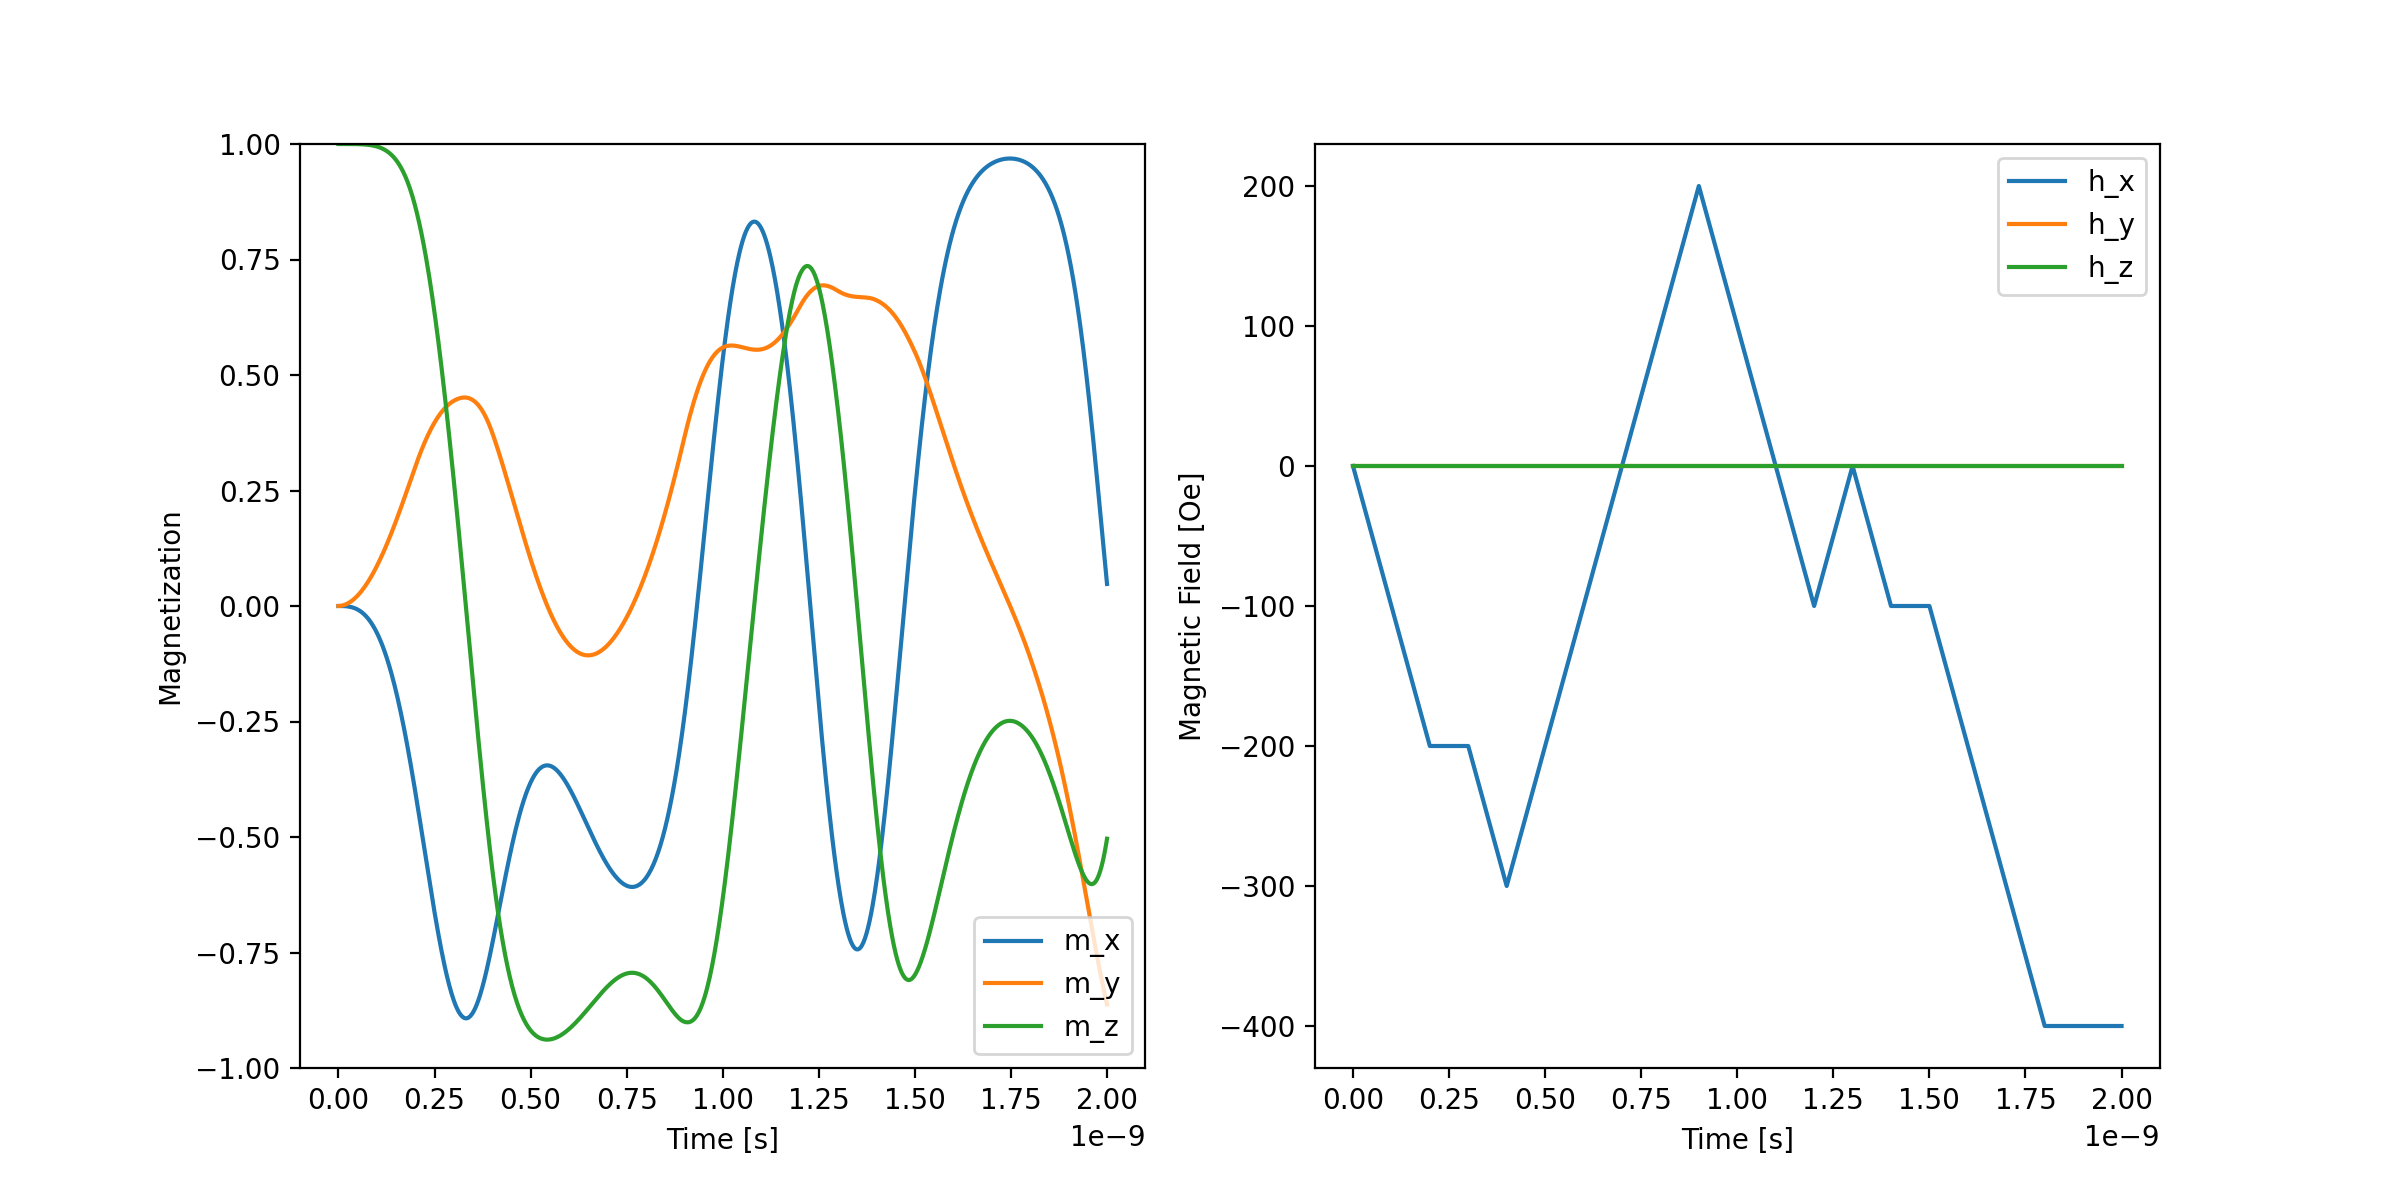 1.00
0.75
0.50
0.25
0.00
−0.25
−0.50
−0.75
−1.00
Magnetization
0.00 0.25 0.50 0.75 1.00 1.25 1.50 1.75 2.00
Time [s]
1e−9
m_x
m_y
m_z
200
100
0
−100
−200
−300
−400
Magnetic Field [Oe]
0.00 0.25 0.50 0.75 1.00 1.25 1.50 1.75 2.00
Time [s]
1e−9
h_x
h_y
h_z